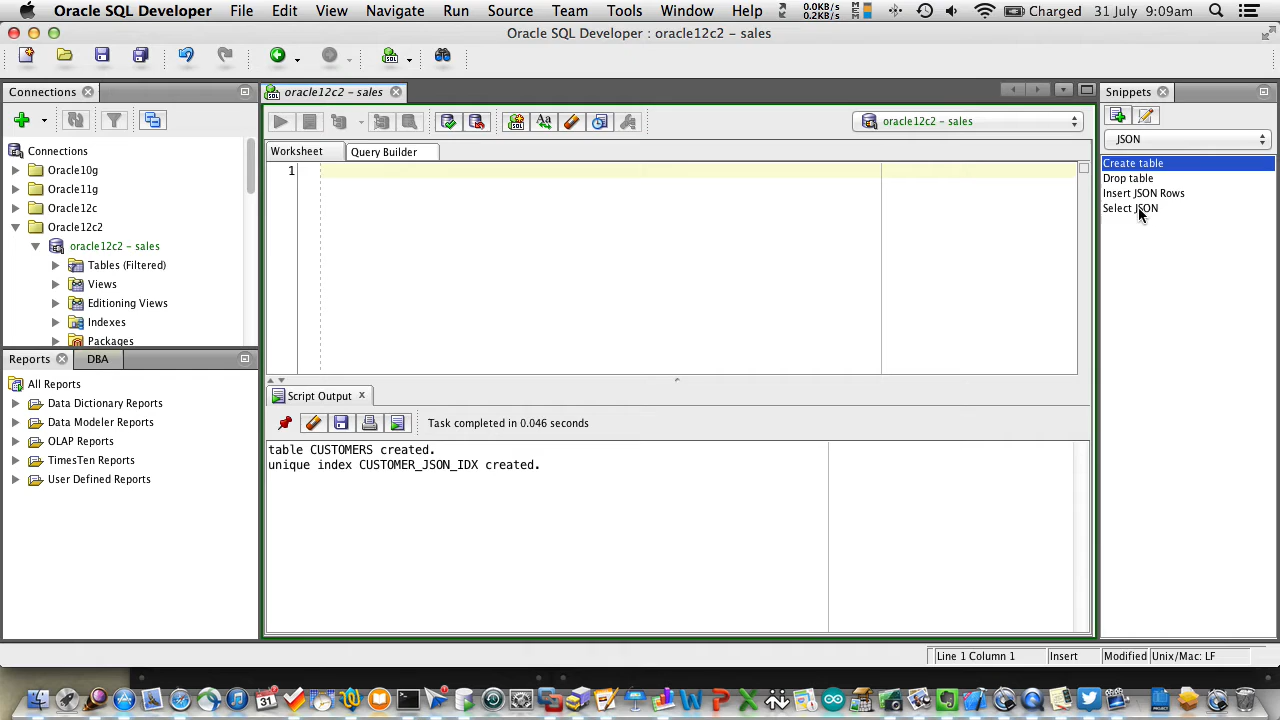 Oracle SQL Developer File Edit View Navigate Run Source Team Tools Window Help 0.0KB/s 0.2KB/s Charged 31 July 9:09am
Oracle SQL Developer : oracle12c2 – sales
Connections
oracle12c2 – sales
Snippets
oracle12c2 – sales
JSON
Worksheet Query Builder
Connections
Oracle10g
Oracle11g
Oracle12c
Oracle12c2
oracle12c2 – sales
Tables (Filtered)
Views
Editioning Views
Indexes
Packages
1
Create table
Drop table
Insert JSON Rows
Select JSON
Reports DBA
All Reports
Data Dictionary Reports
Data Modeler Reports
OLAP Reports
TimesTen Reports
User Defined Reports
Script Output
Task completed in 0.046 seconds
table CUSTOMERS created.
unique index CUSTOMER_JSON_IDX created.
Line 1 Column 1 Insert Modified Unix/Mac: LF